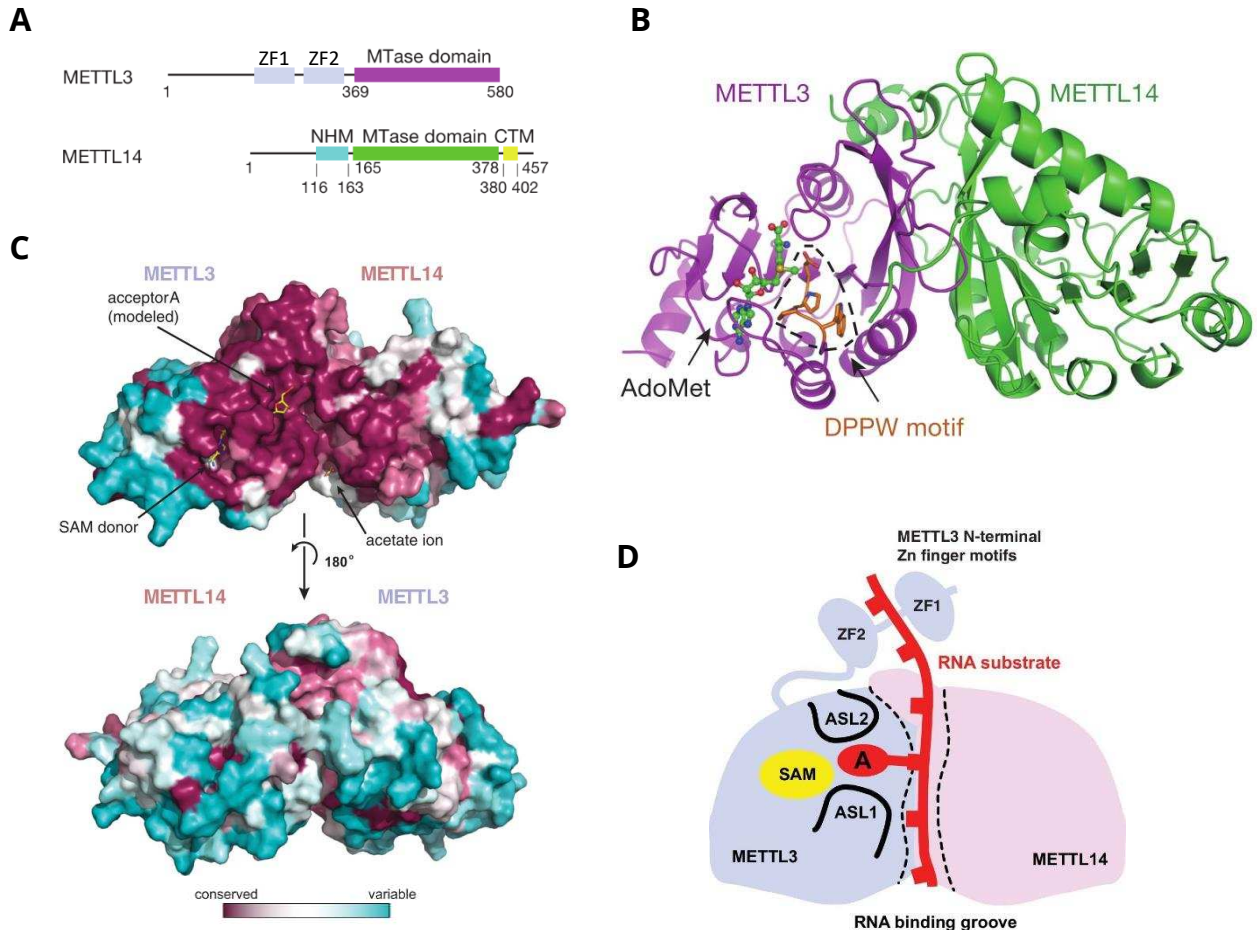 A
METTL3
ZF1
ZF2
MTase domain
1
369
580
METTL14
NHM
MTase domain
CTM
1
165
378
457
116
163
380
402
B
METTL3
METTL14
AdoMet
DPPW motif
C
METTL3
METTL14
acceptorA
(modeled)
SAM donor
acetate ion
180°
METTL14
METTL3
conserved
variable
D
METTL3 N-terminal
Zn finger motifs
ZF1
ZF2
RNA substrate
ASL2
A
SAM
ASL1
METTL3
METTL14
RNA binding groove